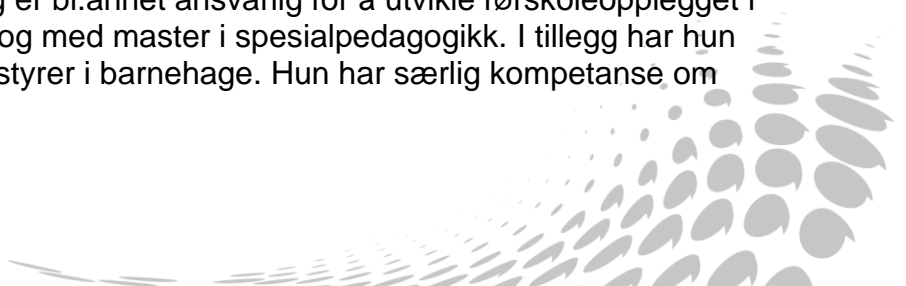 er bl.annet ansvarlig for å utvikle førskoleopplegget i
og med master i spesialpedagogikk. I tillegg har hun
styrer i barnehage. Hun har særlig kompetanse om